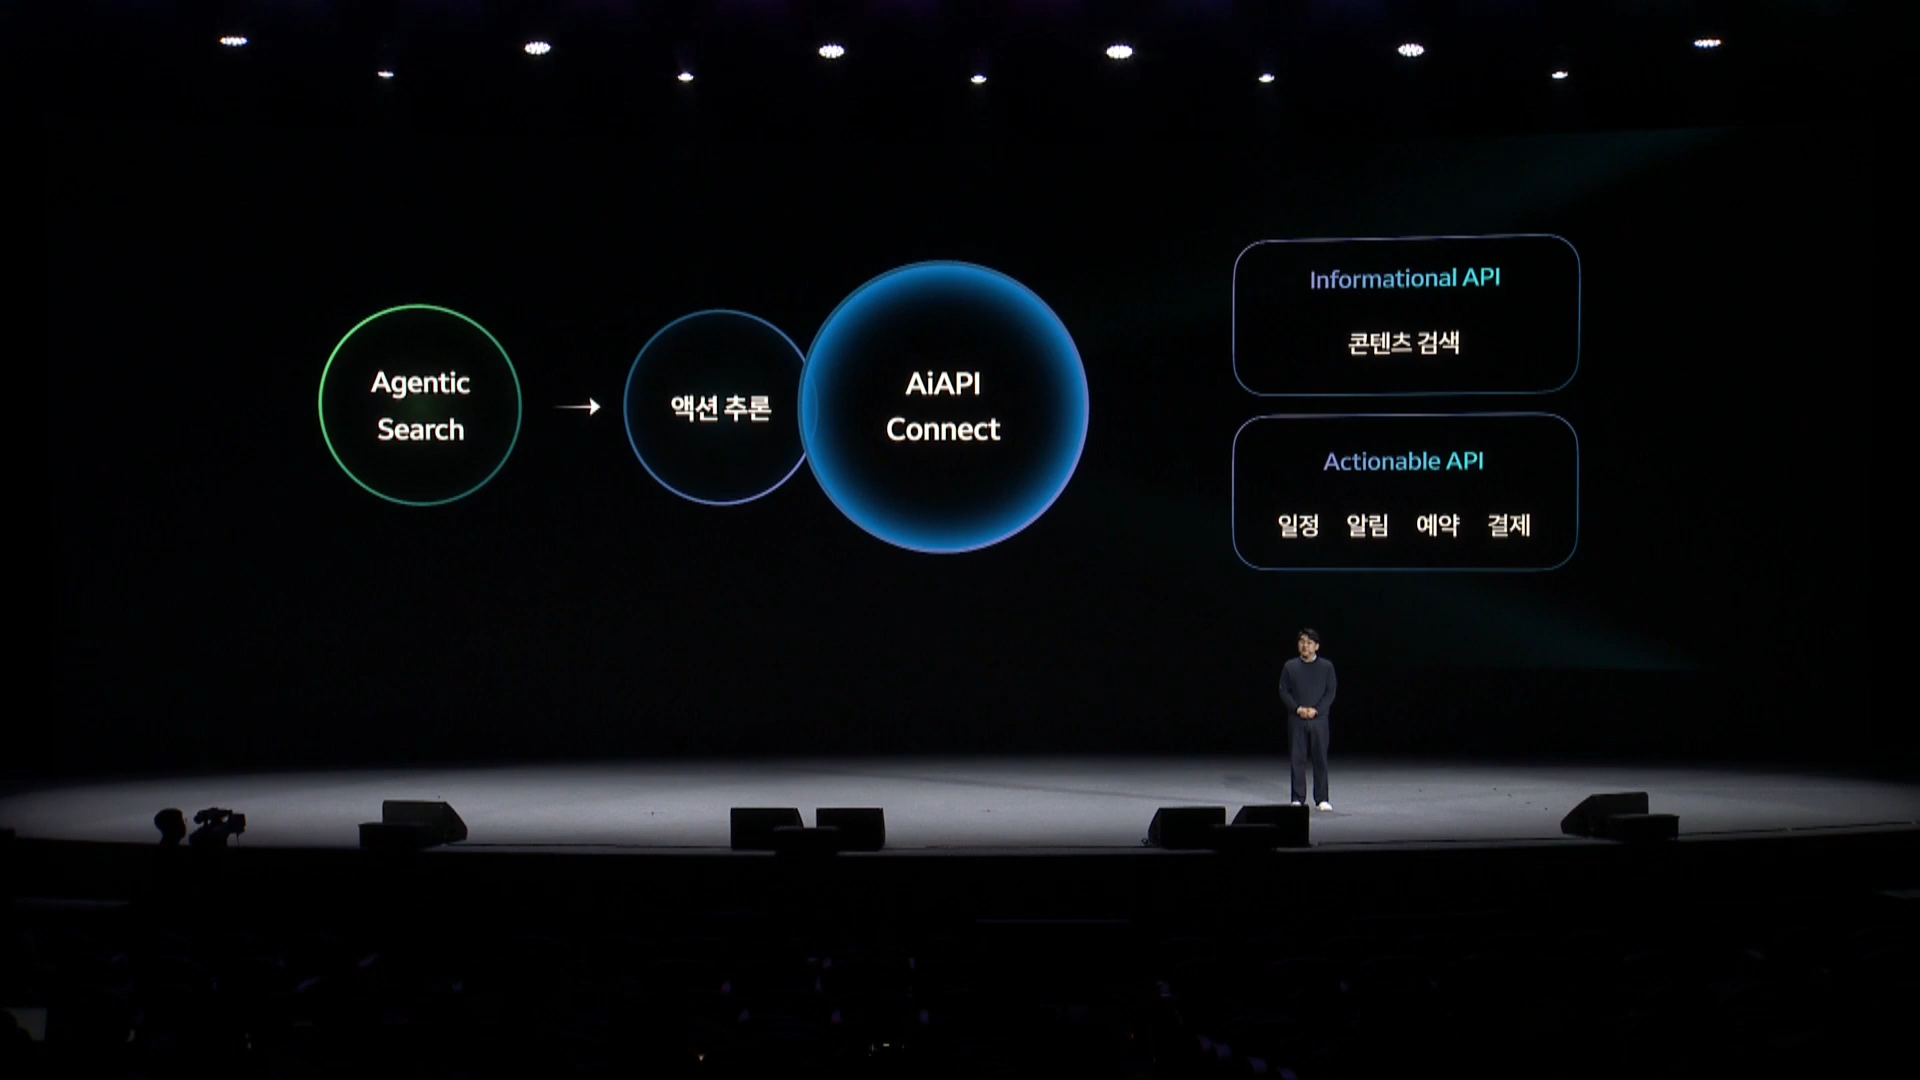 Agentic
Search
액션 추론
AiAPI
Connect
Informational API
콘텐츠 검색
Actionable API
일정 알림 예약 결제